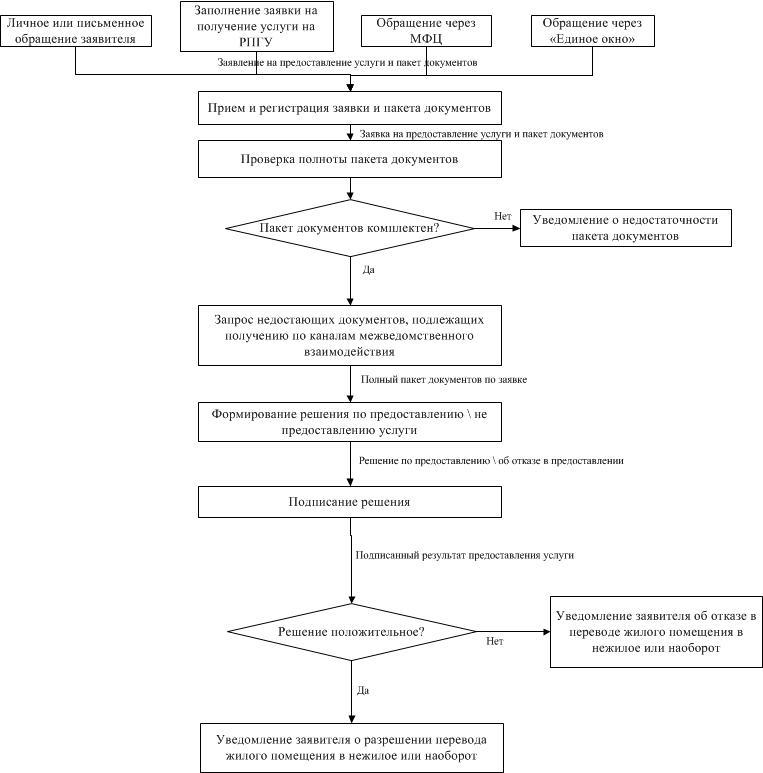 Личное или письменное
обращение заявителя
Заполнение заявки на
получение услуги на
РПГУ
Обращение через
МФЦ
Обращение через
«Единое окно»
Заявление на предоставление услуги и пакет документов
Прием и регистрация заявки и пакета документов
Заявка на предоставление услуги и пакет документов
Проверка полноты пакета документов
Пакет документов комплектен?
Нет
Уведомление о недостаточности
пакета документов
Да
Запрос недостающих документов, подлежащих
получению по каналам межведомственного
взаимодействия
Полный пакет документов по заявке
Формирование решения по предоставлению \ не
предоставлению услуги
Решение по предоставлению \ об отказе в предоставлении
Подписание решения
Подписанный результат предоставления услуги
Решение положительное?
Нет
Уведомление заявителя об отказе в
переводе жилого помещения в
нежилое или наоборот
Да
Уведомление заявителя о разрешении перевода
жилого помещения в нежилое или наоборот